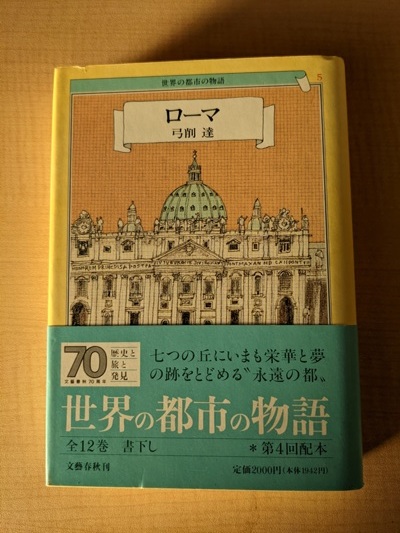 世界の都市の物語
5
ローマ
弓削 達
70
文藝春秋70周年
歴史と
旅と
発見
七つの丘にいまも栄華と夢
の跡をとどめる〝永遠の都〟
世界の都市の物語
全12巻 書下し
*第4回配本
文藝春秋刊
定価2000円(本体1942円)